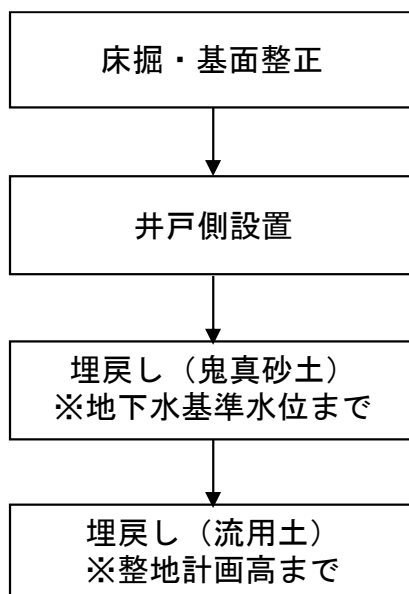 床掘・基面整正
井戸側設置
埋戻し（鬼真砂土）
※地下水基準水位まで
埋戻し（流用土）
※整地計画高まで